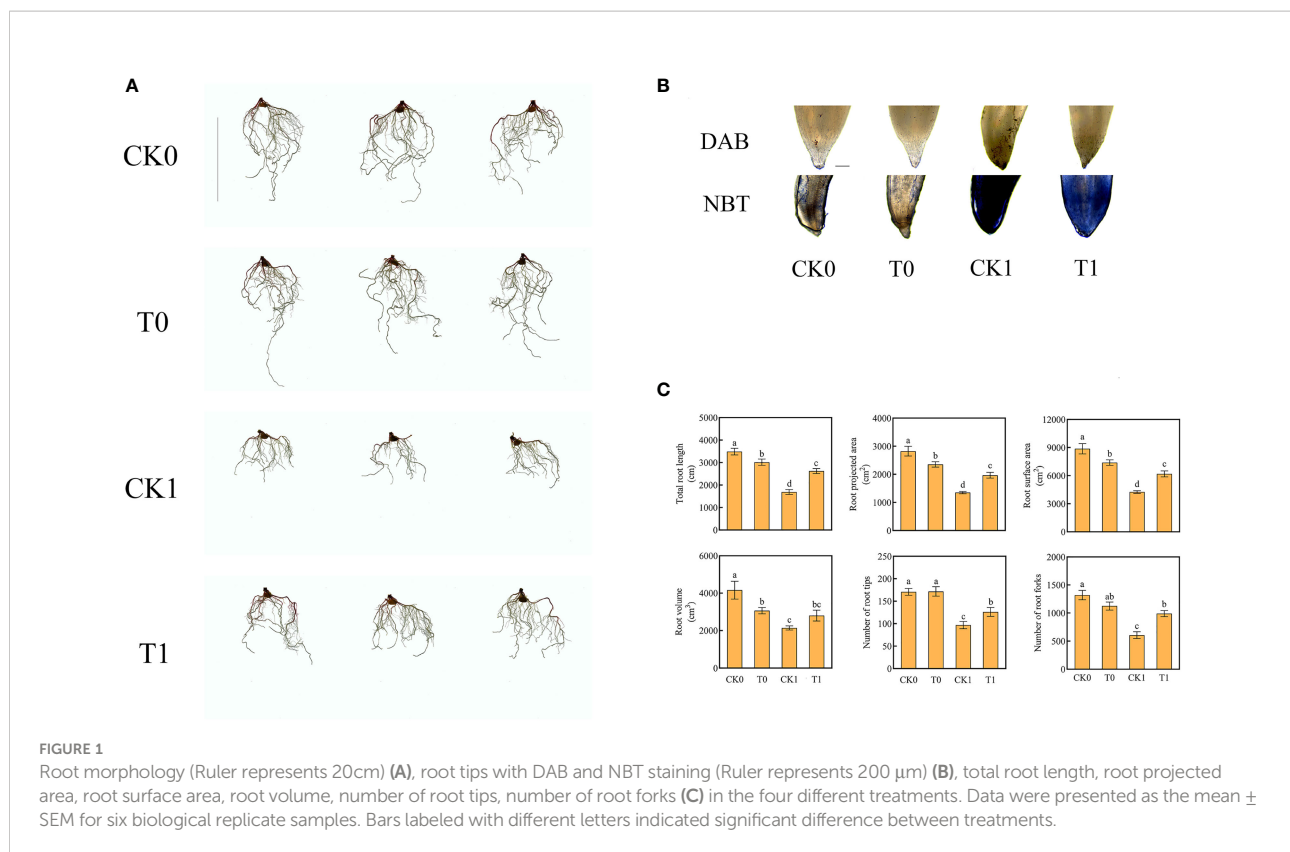 A
CK0
T0
CK1
T1
B
DAB
NBT
CK0 T0 CK1 T1
C
Total root length
(cm)
5000
4000
3000
2000
1000
0
a b d c
Root projected area
(cm²)
4000
3000
2000
1000
0
a b d c
Root surface area
(cm²)
12000
9000
6000
3000
0
a b d c
Root volume
(cm³)
6000
4000
2000
0
a b c bc
CK0 T0 CK1 T1
Number of root tips
250
200
150
100
50
0
a a c b
CK0 T0 CK1 T1
Number of root forks
2000
1500
1000
500
0
a ab c b
CK0 T0 CK1 T1
FIGURE 1
Root morphology (Ruler represents 20cm) (A), root tips with DAB and NBT staining (Ruler represents 200 μm) (B), total root length, root projected
area, root surface area, root volume, number of root tips, number of root forks (C) in the four different treatments. Data were presented as the mean ±
SEM for six biological replicate samples. Bars labeled with different letters indicated significant difference between treatments.